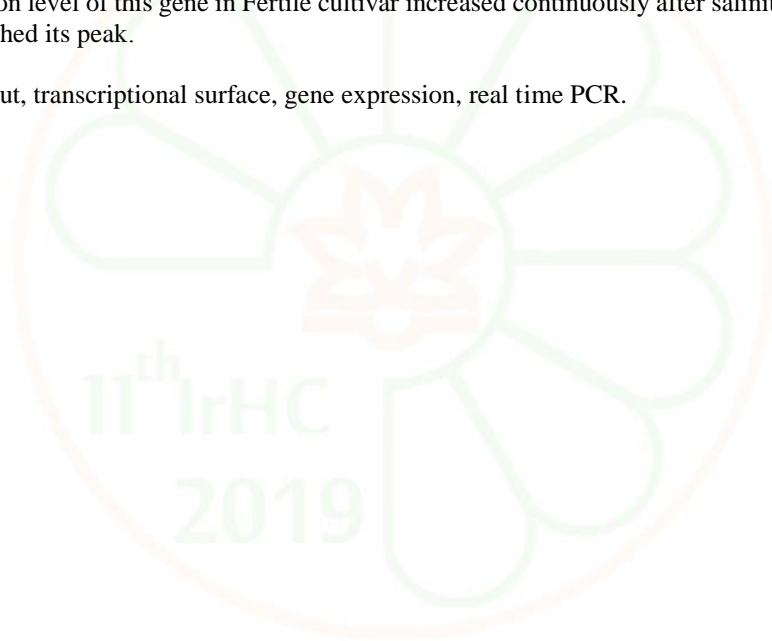 on level of this gene in Fertile cultivar increased continuously after salinit
hed its peak.
ut, transcriptional surface, gene expression, real time PCR.
11th IrHC
2019